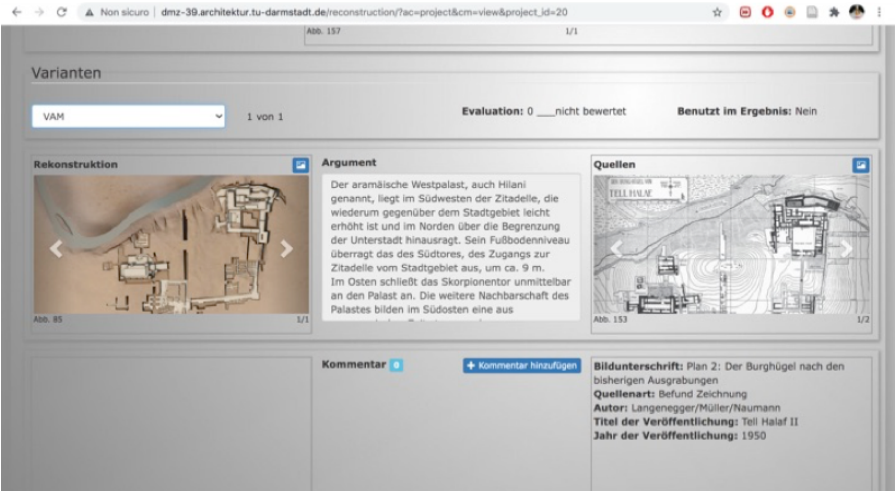 Non sicuro | dmz-39.architektur.tu-darmstadt.de/reconstruction/?ac=project&cm=view&project_id=20
Abb. 157
1/1
Varianten
VAM
1 von 1
Evaluation: 0 ___nicht bewertet
Benutzt im Ergebnis: Nein
Rekonstruktion
Abb. 85
1/1
Argument
Der aramäische Westpalast, auch Hilani
genannt, liegt im Südwesten der Zitadelle, die
wiederum gegenüber dem Stadtgebiet leicht
erhöht ist und im Norden über die Begrenzung
der Unterstadt hinausragt. Sein Fußbodenniveau
überragt das des Südtores, des Zugangs zur
Zitadelle vom Stadtgebiet aus, um ca. 9 m.
Im Osten schließt das Skorpionentor unmittelbar
an den Palast an. Die weitere Nachbarschaft des
Palastes bilden im Südosten eine aus
Quellen
TELL HALAF
Abb. 153
1/2
Kommentar 0
+ Kommentar hinzufügen
Bildunterschrift: Plan 2: Der Burghügel nach den
bisherigen Ausgrabungen
Quellenart: Befund Zeichnung
Autor: Langenegger/Müller/Naumann
Titel der Veröffentlichung: Tell Halaf II
Jahr der Veröffentlichung: 1950